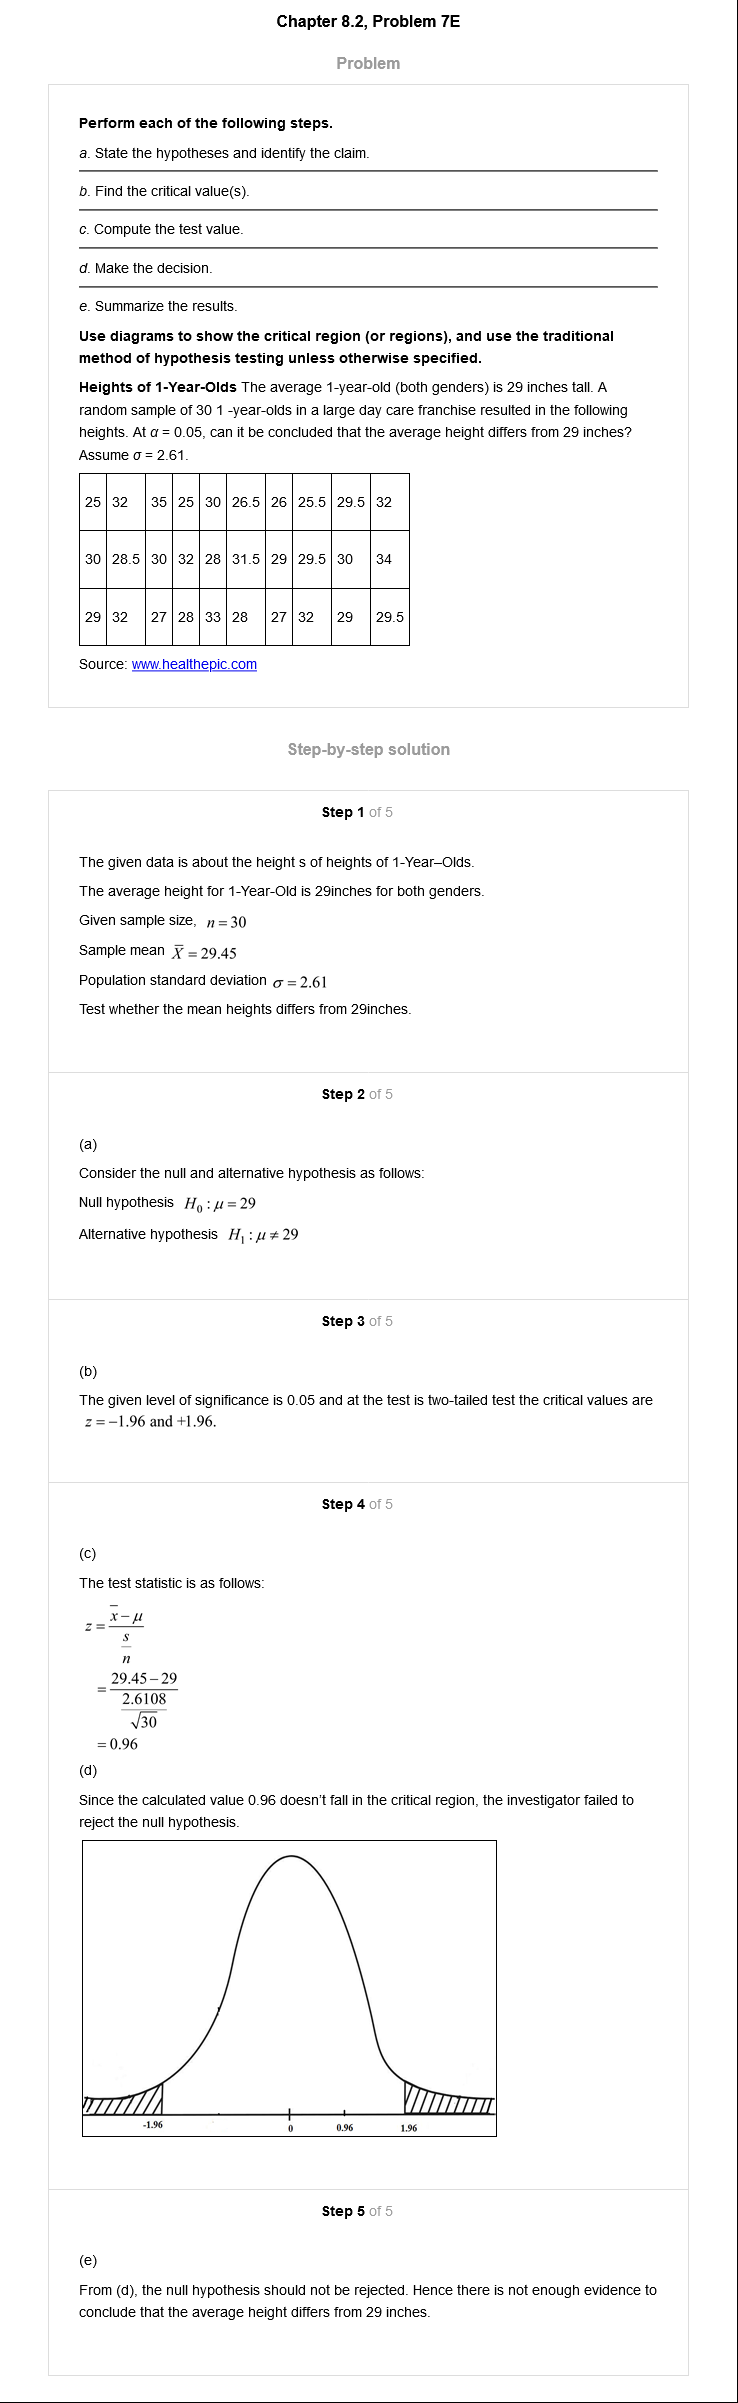 Chapter 8.2, Problem 7E
Problem
Perform each of the following steps.
a. State the hypotheses and identify the claim.
b. Find the critical value(s).
c. Compute the test value.
d. Make the decision.
e. Summarize the results.
Use diagrams to show the critical region (or regions), and use the traditional
method of hypothesis testing unless otherwise specified.
Heights of 1-Year-Olds The average 1-year-old (both genders) is 29 inches tall. A
random sample of 30 1 -year-olds in a large day care franchise resulted in the following
heights. At α = 0.05, can it be concluded that the average height differs from 29 inches?
Assume σ = 2.61.
25 32 35 25 30 26.5 26 25.5 29.5 32
30 28.5 30 32 28 31.5 29 29.5 30 34
29 32 27 28 33 28 27 32 29 29.5
Source: www.healthepic.com
Step-by-step solution
Step 1 of 5
The given data is about the height s of heights of 1-Year–Olds.
The average height for 1-Year-Old is 29inches for both genders.
Given sample size, n = 30
Sample mean X̅ = 29.45
Population standard deviation σ = 2.61
Test whether the mean heights differs from 29inches.
Step 2 of 5
(a)
Consider the null and alternative hypothesis as follows:
Null hypothesis H₀ : μ = 29
Alternative hypothesis H₁ : μ ≠ 29
Step 3 of 5
(b)
The given level of significance is 0.05 and at the test is two-tailed test the critical values are
z = −1.96 and +1.96.
Step 4 of 5
(c)
The test statistic is as follows:
x̅ − μ
z =
s
n
29.45 − 29
=
2.6108
√30
= 0.96
(d)
Since the calculated value 0.96 doesn't fall in the critical region, the investigator failed to
reject the null hypothesis.
-1.96 0 0.96 1.96
Step 5 of 5
(e)
From (d), the null hypothesis should not be rejected. Hence there is not enough evidence to
conclude that the average height differs from 29 inches.